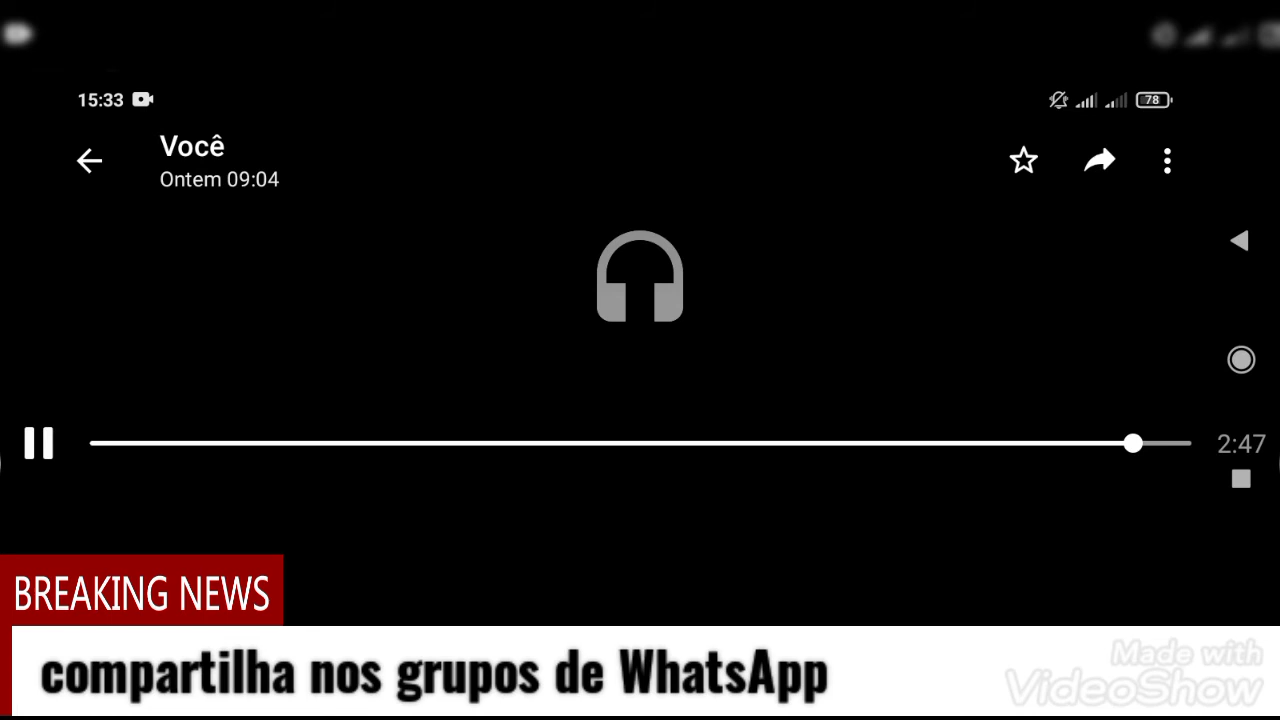 15:33
78
Você
Ontem 09:04
2:47
BREAKING NEWS
compartilha nos grupos de WhatsApp
Made with
VideoShow